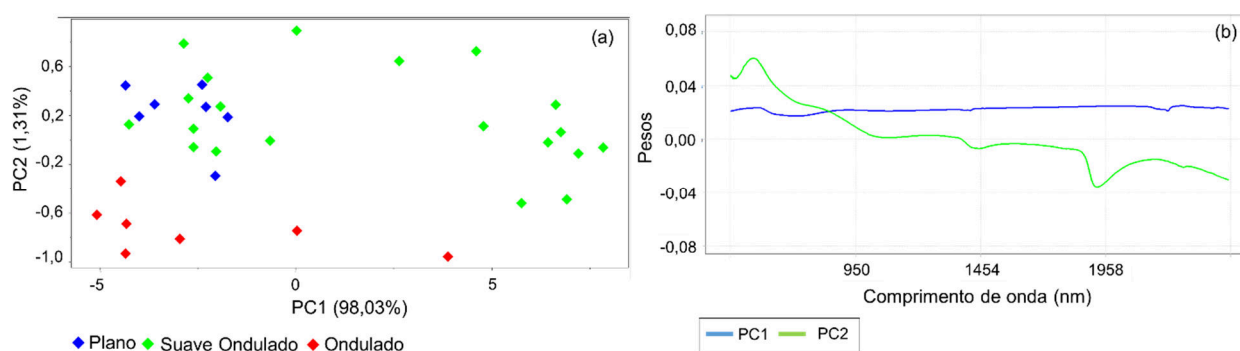 (a)
0,6
0,2
-0,2
-0,6
-1,0
PC2 (1,31%)
-5
0
5
PC1 (98,03%)
Plano Suave Ondulado Ondulado
(b)
0,08
0,04
0,00
-0,04
-0,08
Pesos
950
1454
1958
Comprimento de onda (nm)
PC1 PC2